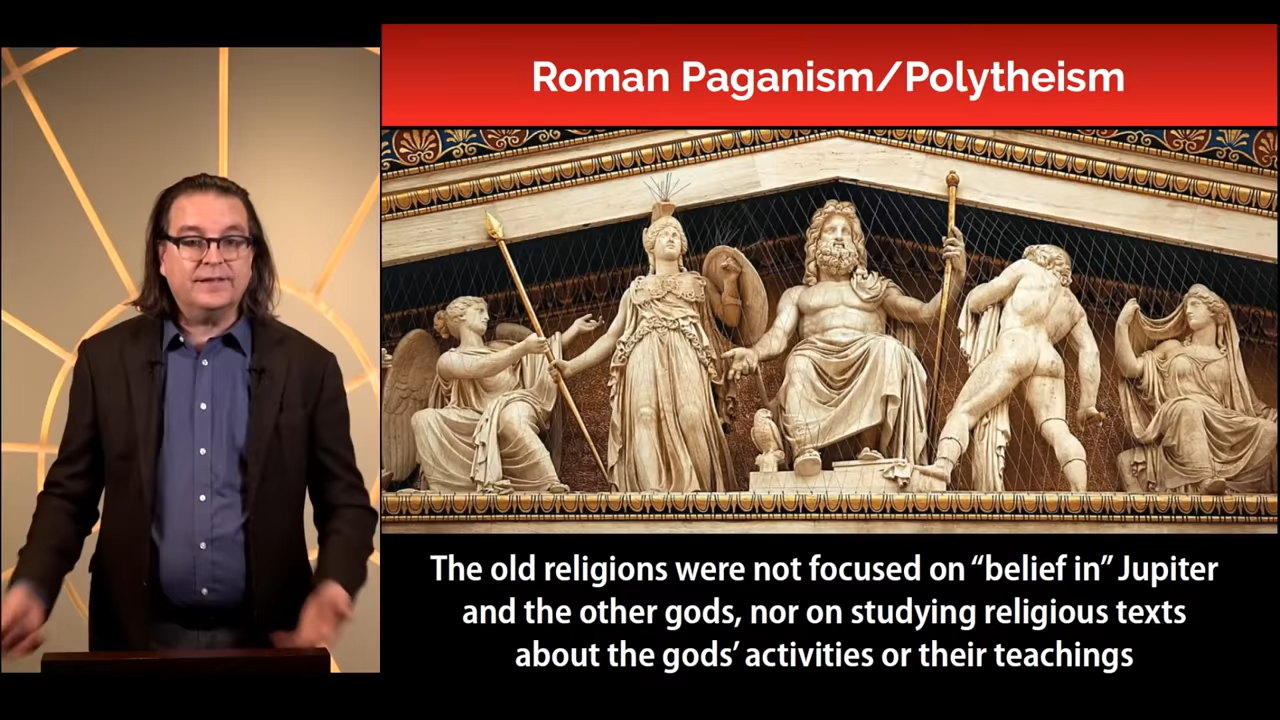 Roman Paganism/Polytheism
The old religions were not focused on “belief in” Jupiter
and the other gods, nor on studying religious texts
about the gods’ activities or their teachings